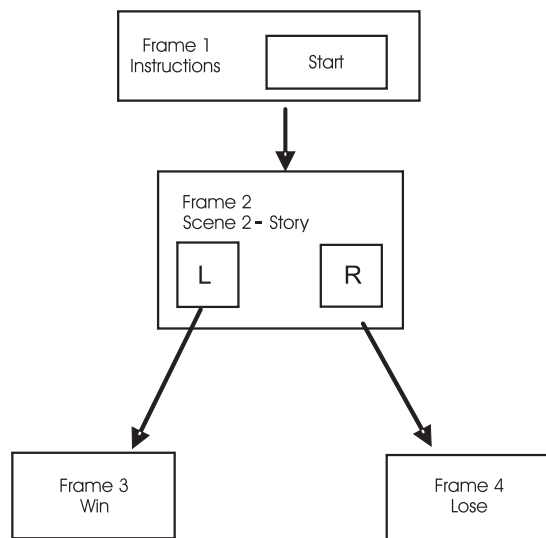 Frame 1
Instructions
Start
Frame 2
Scene 2 - Story
L
R
Frame 3
Win
Frame 4
Lose